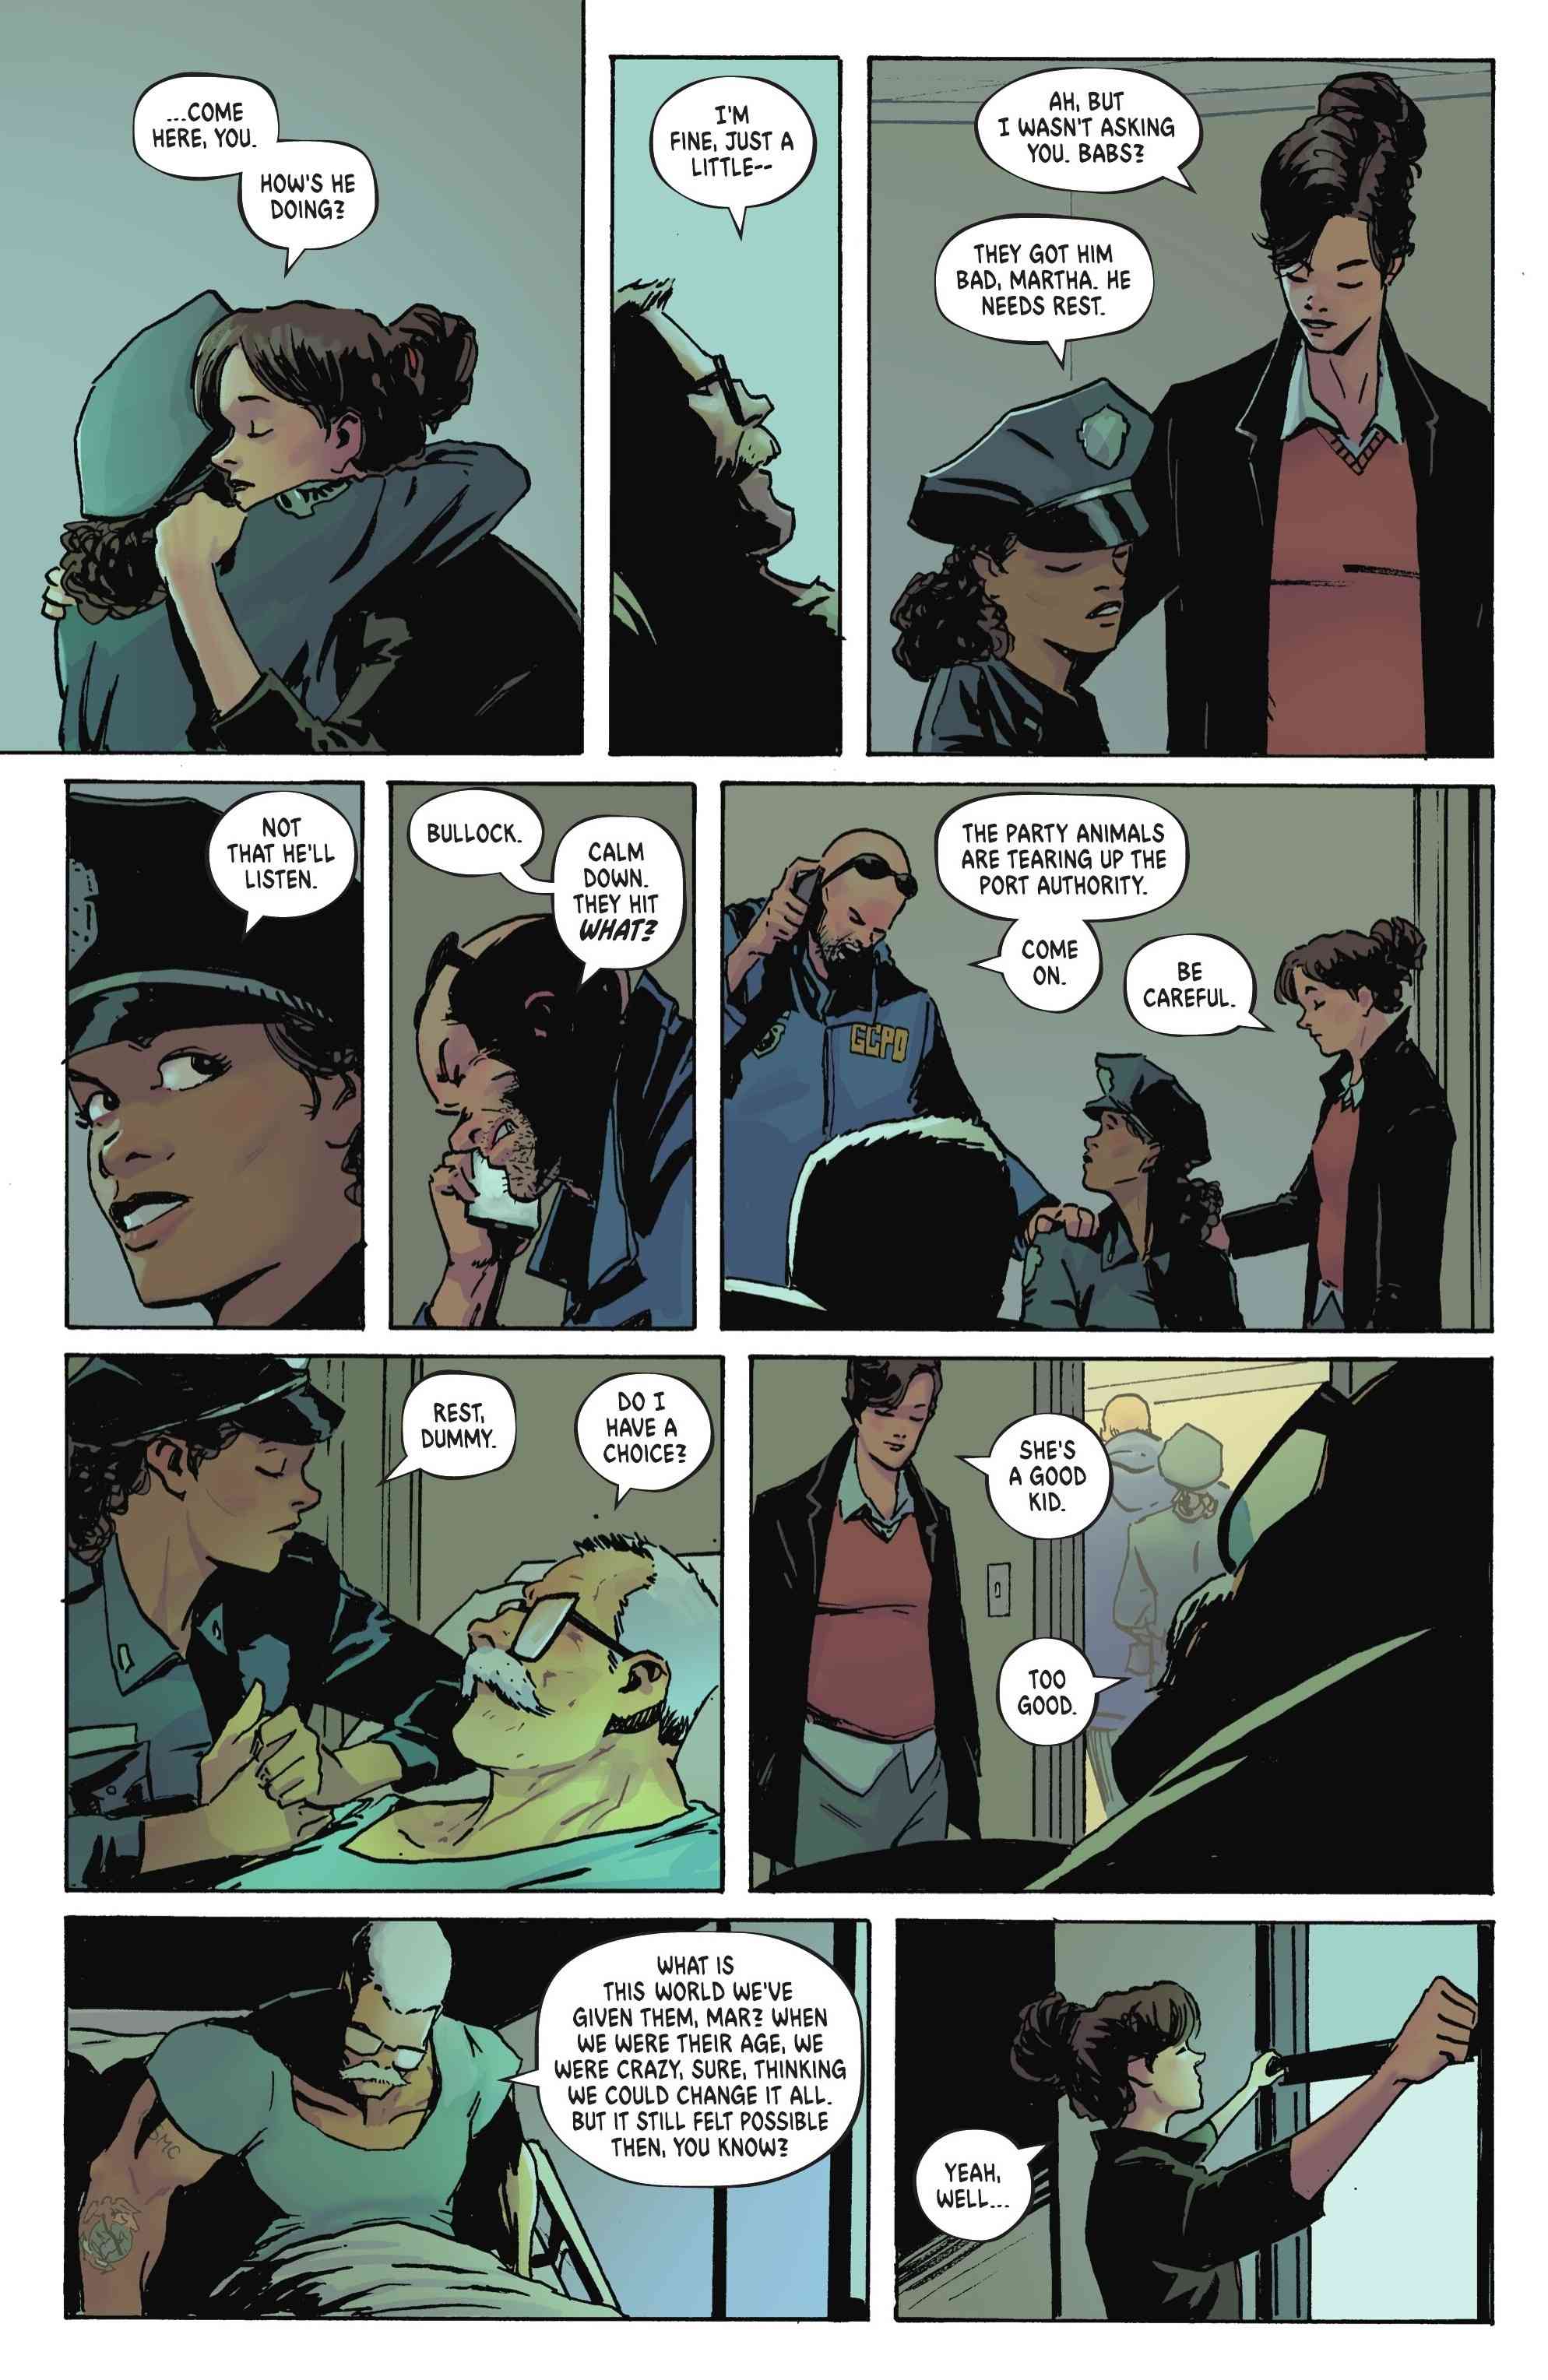 ...COME
HERE, YOU.
HOW'S HE
DOING?
I'M
FINE, JUST A
LITTLE--
AH, BUT
I WASN'T ASKING
YOU. BABS?
THEY GOT HIM
BAD, MARTHA. HE
NEEDS REST.
NOT
THAT HE'LL
LISTEN.
BULLOCK.
CALM
DOWN.
THEY HIT
WHAT?
THE PARTY ANIMALS
ARE TEARING UP THE
PORT AUTHORITY.
COME
ON.
BE
CAREFUL.
GCPD
REST,
DUMMY.
DO I
HAVE A
CHOICE?
SHE'S
A GOOD
KID.
TOO
GOOD.
WHAT IS
THIS WORLD WE'VE
GIVEN THEM, MAR? WHEN
WE WERE THEIR AGE, WE
WERE CRAZY, SURE, THINKING
WE COULD CHANGE IT ALL.
BUT IT STILL FELT POSSIBLE
THEN, YOU KNOW?
YEAH,
WELL...